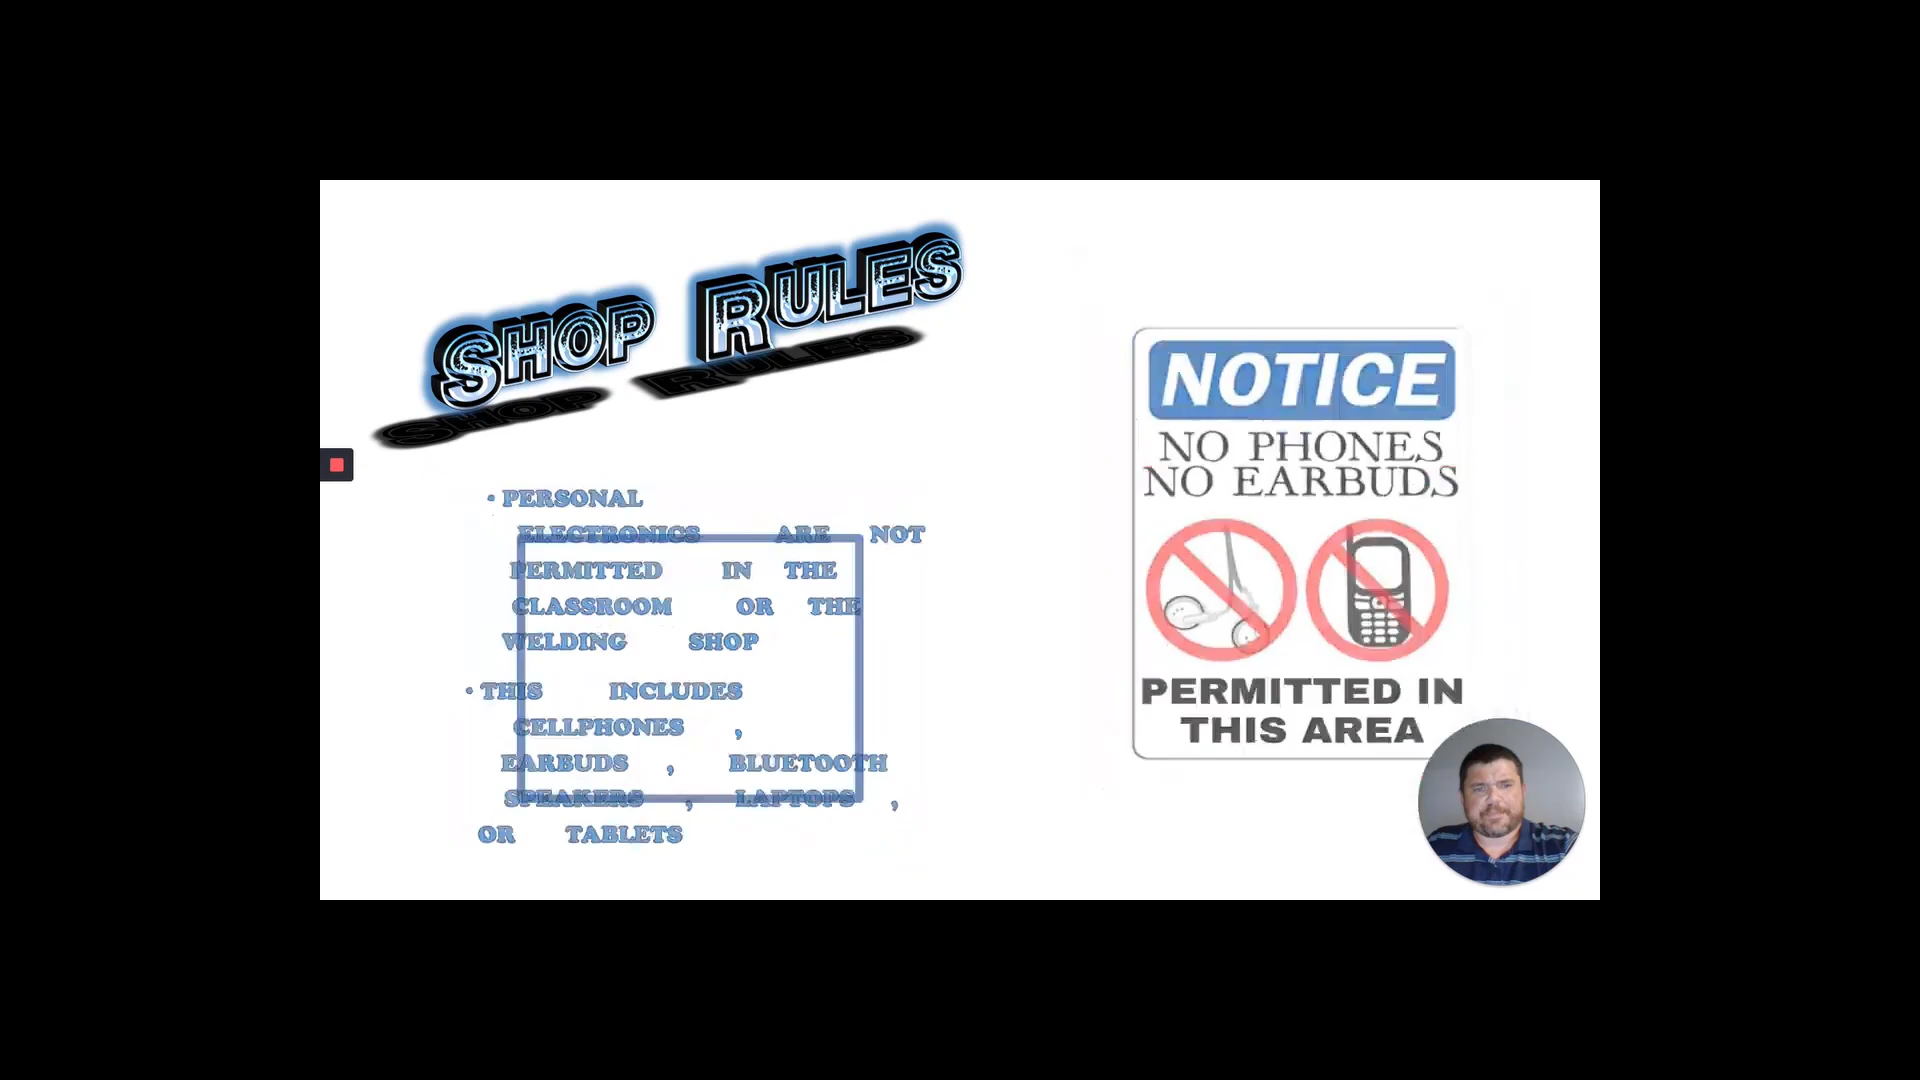 SHOP RULES
• PERSONAL
ELECTRONICS ARE NOT
PERMITTED IN THE
CLASSROOM OR THE
WELDING SHOP
• THIS INCLUDES
CELLPHONES ,
EARBUDS , BLUETOOTH
SPEAKERS , LAPTOPS ,
OR TABLETS
NOTICE
NO PHONES
NO EARBUDS
PERMITTED IN
THIS AREA